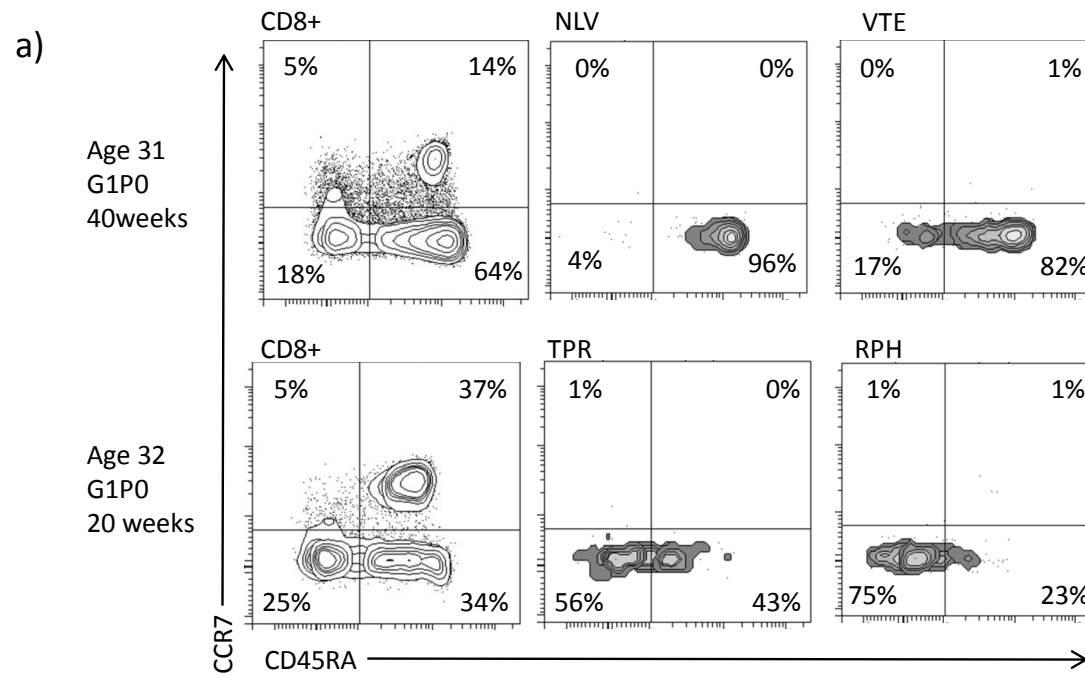 a)
CD8+
NLV
VTE
5%
14%
0%
0%
0%
1%
Age 31
G1P0
40weeks
18%
64%
4%
96%
17%
82%
CD8+
TPR
RPH
5%
37%
1%
0%
1%
1%
Age 32
G1P0
20 weeks
25%
34%
56%
43%
75%
23%
CCR7
CD45RA